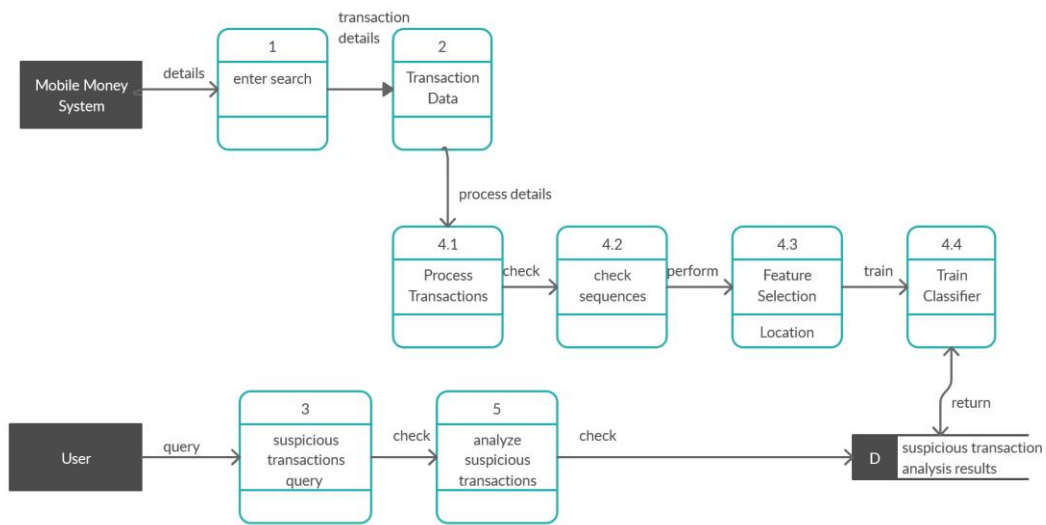 transaction
details
1
2
details
enter search
Transaction
Data
Mobile Money
System
process details
4.1
4.2
4.3
4.4
Process
Transactions
check
check
sequences
perform
Feature
Selection
train
Train
Classifier
Location
return
3
5
User
query
suspicious
transactions
query
check
analyze
suspicious
transactions
check
D
suspicious transaction
analysis results